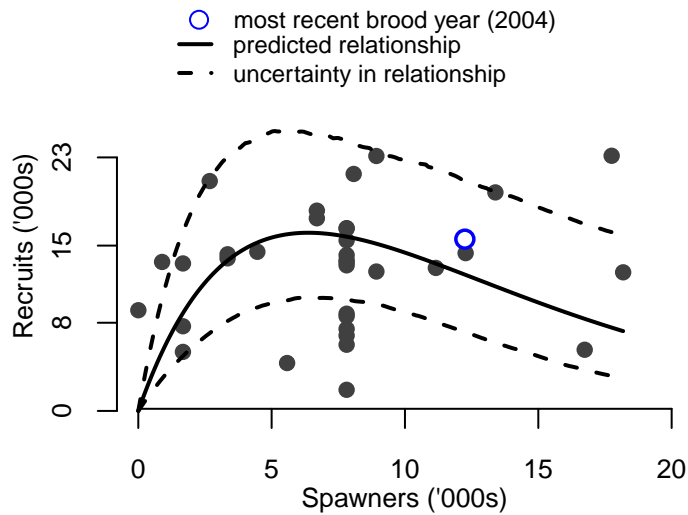 most recent brood year (2004)
predicted relationship
uncertainty in relationship
Recruits ('000s)
23
15
8
0
0 5 10 15 20
Spawners ('000s)